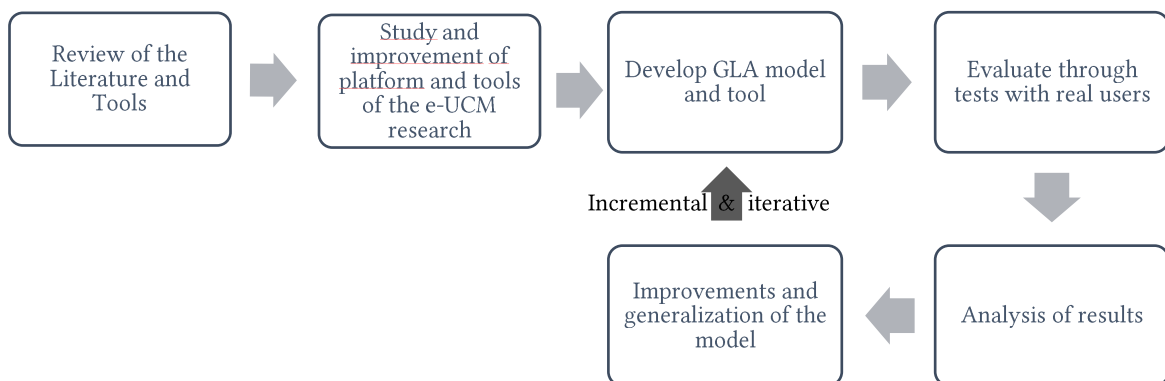 Review of the
Literature and
Tools
Study and
improvement of
platform and tools
of the e-UCM
research
Develop GLA model
and tool
Evaluate through
tests with real users
Incremental & iterative
Improvements and
generalization of the
model
Analysis of results